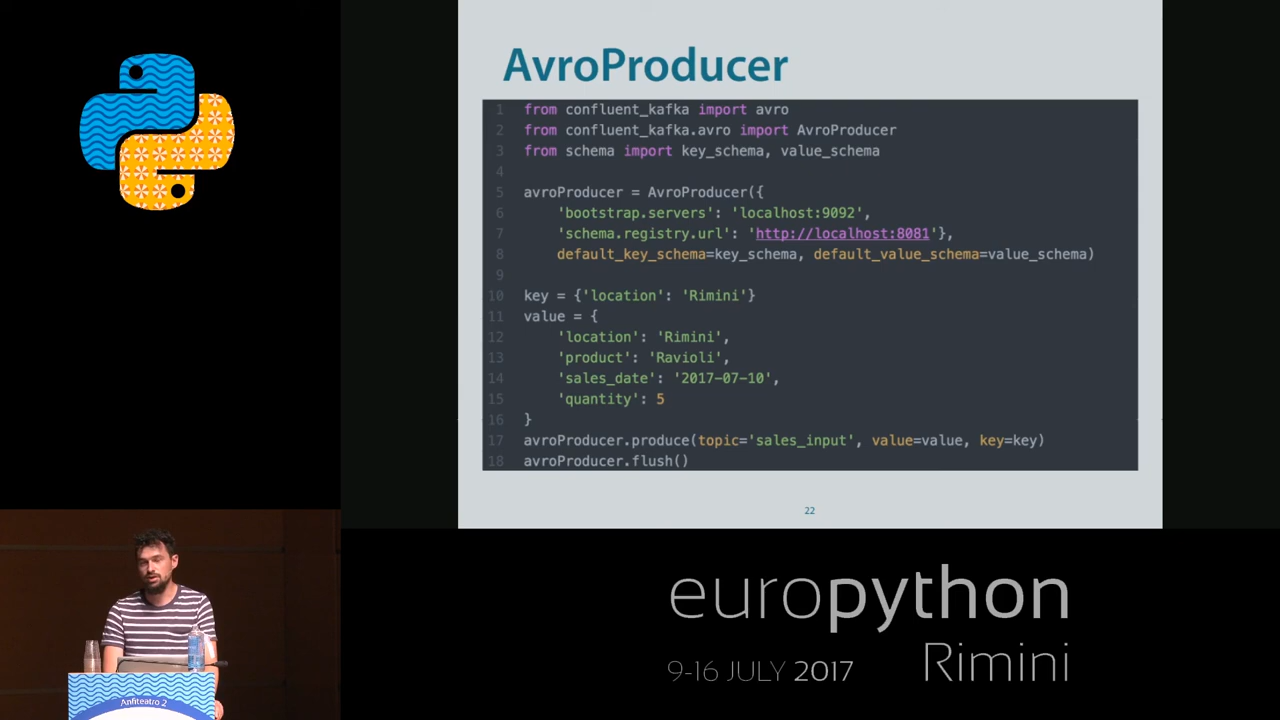 AvroProducer
1 from confluent_kafka import avro
2 from confluent_kafka.avro import AvroProducer
3 from schema import key_schema, value_schema
4
5 avroProducer = AvroProducer({
6 'bootstrap.servers': 'localhost:9092',
7 'schema.registry.url': 'http://localhost:8081'},
8 default_key_schema=key_schema, default_value_schema=value_schema)
9
10 key = {'location': 'Rimini'}
11 value = {
12 'location': 'Rimini',
13 'product': 'Ravioli',
14 'sales_date': '2017-07-10',
15 'quantity': 5
16 }
17 avroProducer.produce(topic='sales_input', value=value, key=key)
18 avroProducer.flush()
22
europython
9-16 JULY 2017 Rimini
Anfiteatro 2